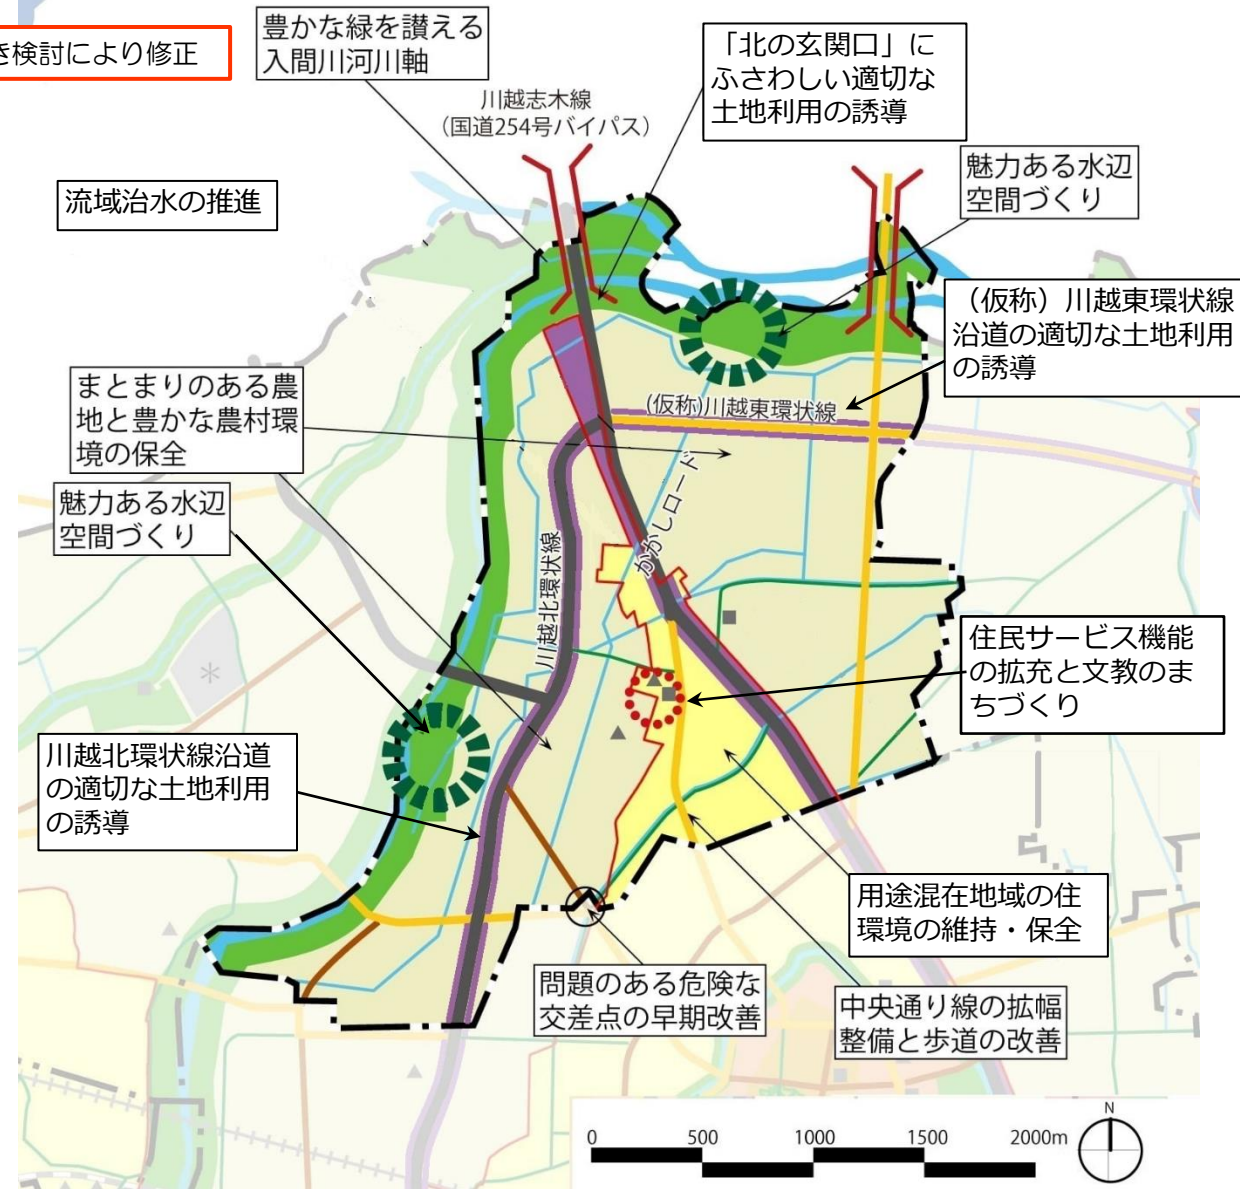 き検討により修正
豊かな緑を讃える
入間川河川軸
川越志木線
（国道254号バイパス）
「北の玄関口」に
ふさわしい適切な
土地利用の誘導
魅力ある水辺
空間づくり
流域治水の推進
（仮称）川越東環状線
沿道の適切な土地利用
の誘導
まとまりのある農
地と豊かな農村環
境の保全
(仮称)川越東環状線
かかしロード
魅力ある水辺
空間づくり
川越北環状線
住民サービス機能
の拡充と文教のま
ちづくり
川越北環状線沿道
の適切な土地利用
の誘導
用途混在地域の住
環境の維持・保全
問題のある危険な
交差点の早期改善
中央通り線の拡幅
整備と歩道の改善
0 500 1000 1500 2000m
N